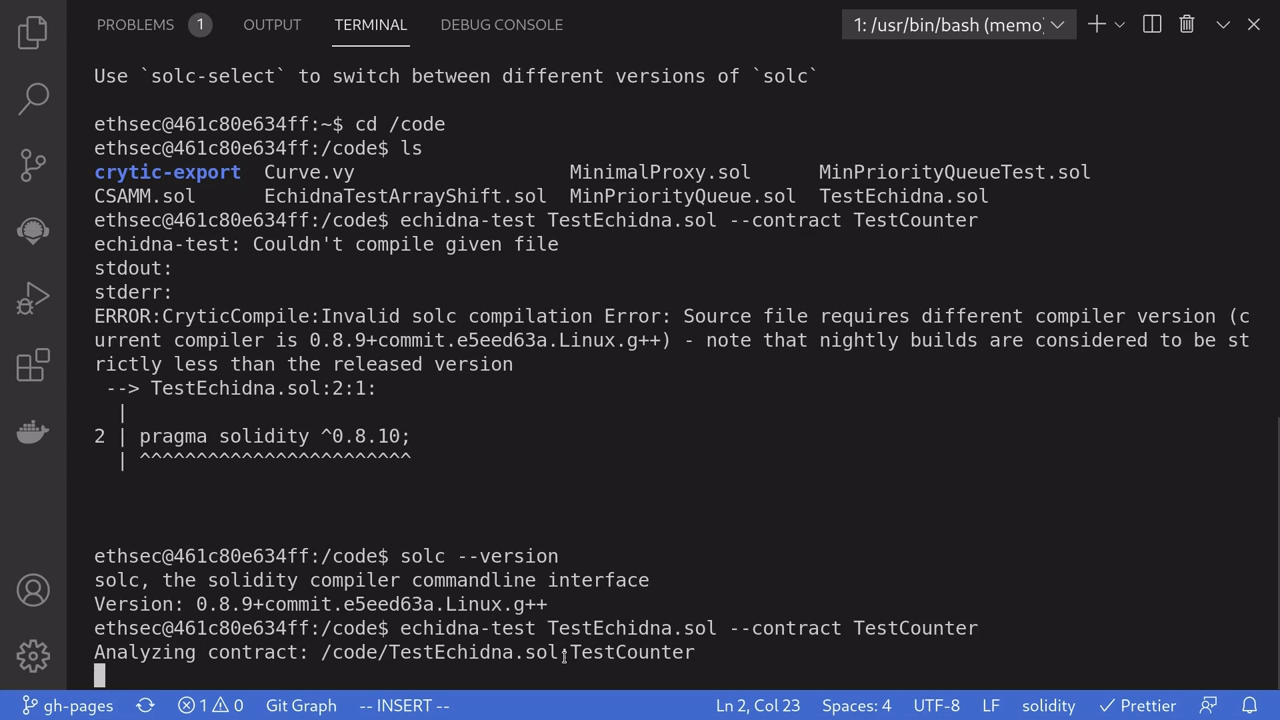 PROBLEMS 1 OUTPUT TERMINAL DEBUG CONSOLE 1: /usr/bin/bash (memo)
Use `solc-select` to switch between different versions of `solc`
ethsec@461c80e634ff:~$ cd /code
ethsec@461c80e634ff:/code$ ls
crytic-export Curve.vy MinimalProxy.sol MinPriorityQueueTest.sol
CSAMM.sol EchidnaTestArrayShift.sol MinPriorityQueue.sol TestEchidna.sol
ethsec@461c80e634ff:/code$ echidna-test TestEchidna.sol --contract TestCounter
echidna-test: Couldn't compile given file
stdout:
stderr:
ERROR:CryticCompile:Invalid solc compilation Error: Source file requires different compiler version (c
urrent compiler is 0.8.9+commit.e5eed63a.Linux.g++) - note that nightly builds are considered to be st
rictly less than the released version
--> TestEchidna.sol:2:1:
|
2 | pragma solidity ^0.8.10;
| ^^^^^^^^^^^^^^^^^^^^^^^^
ethsec@461c80e634ff:/code$ solc --version
solc, the solidity compiler commandline interface
Version: 0.8.9+commit.e5eed63a.Linux.g++
ethsec@461c80e634ff:/code$ echidna-test TestEchidna.sol --contract TestCounter
Analyzing contract: /code/TestEchidna.sol:TestCounter
gh-pages 1 0 Git Graph -- INSERT -- Ln 2, Col 23 Spaces: 4 UTF-8 LF solidity Prettier